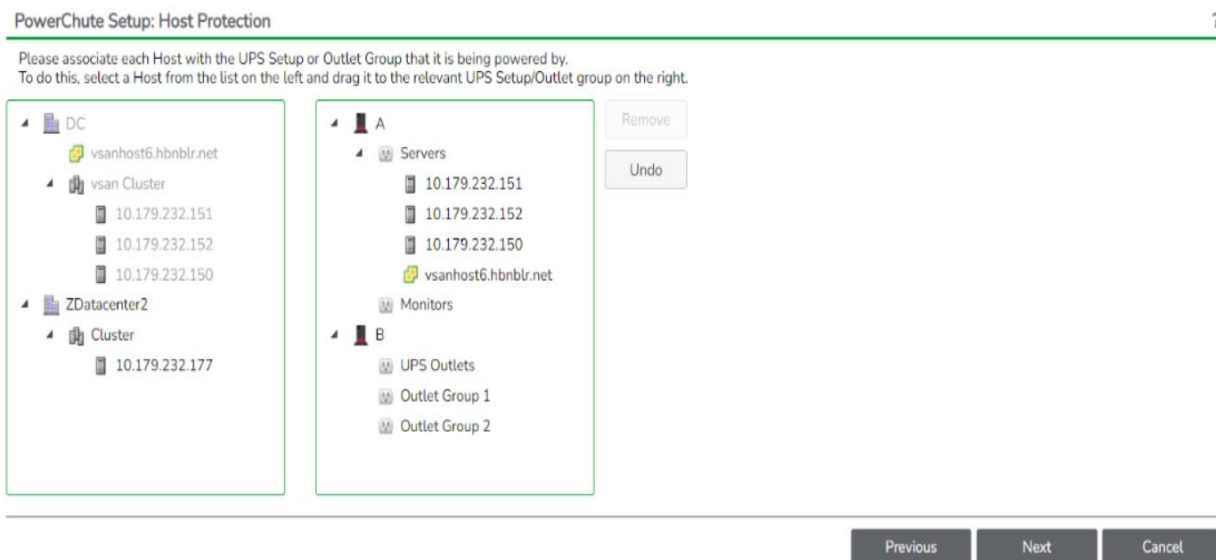 PowerChute Setup: Host Protection
?
Please associate each Host with the UPS Setup or Outlet Group that it is being powered by.
To do this, select a Host from the list on the left and drag it to the relevant UPS Setup/Outlet group on the right.
DC
vsanhost6.hbnblr.net
vsan Cluster
10.179.232.151
10.179.232.152
10.179.232.150
ZDatacenter2
Cluster
10.179.232.177
A
Servers
10.179.232.151
10.179.232.152
10.179.232.150
vsanhost6.hbnblr.net
Monitors
B
UPS Outlets
Outlet Group 1
Outlet Group 2
Remove
Undo
Previous
Next
Cancel